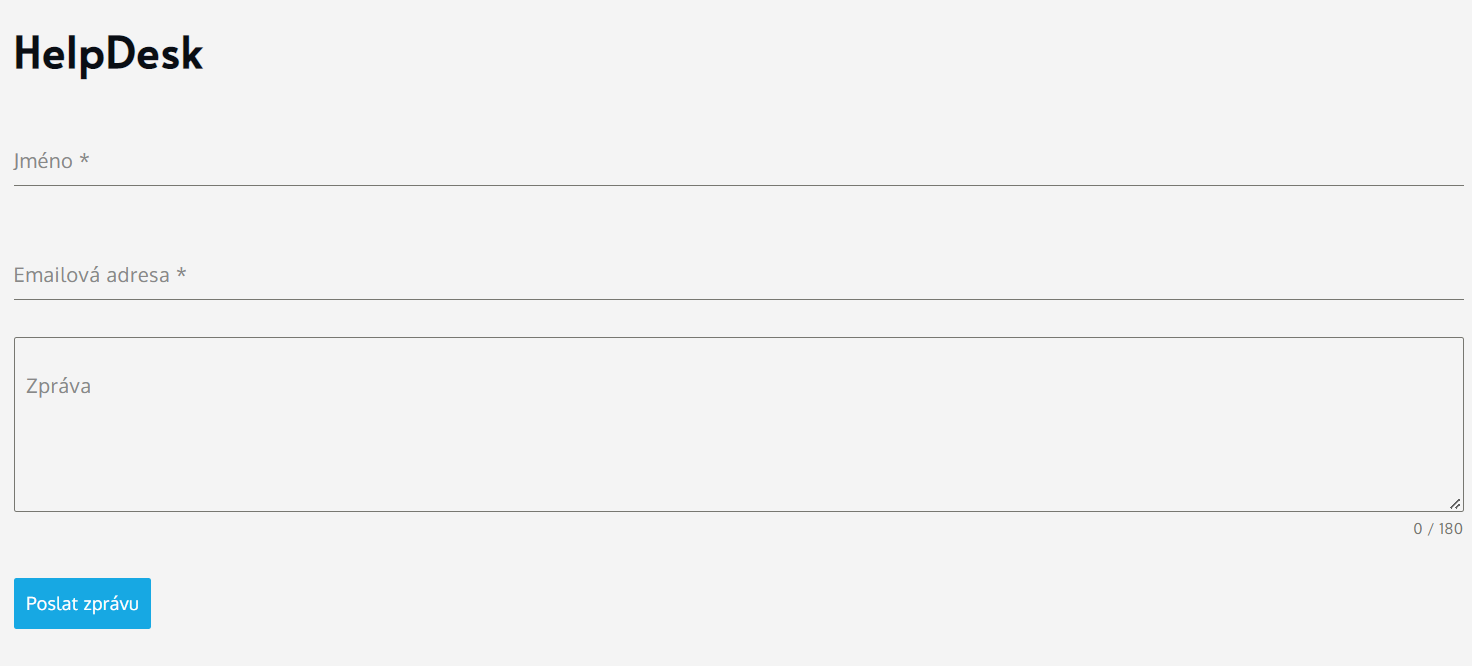 HelpDesk
Jméno *
Emailová adresa *
Zpráva
0 / 180
Poslat zprávu